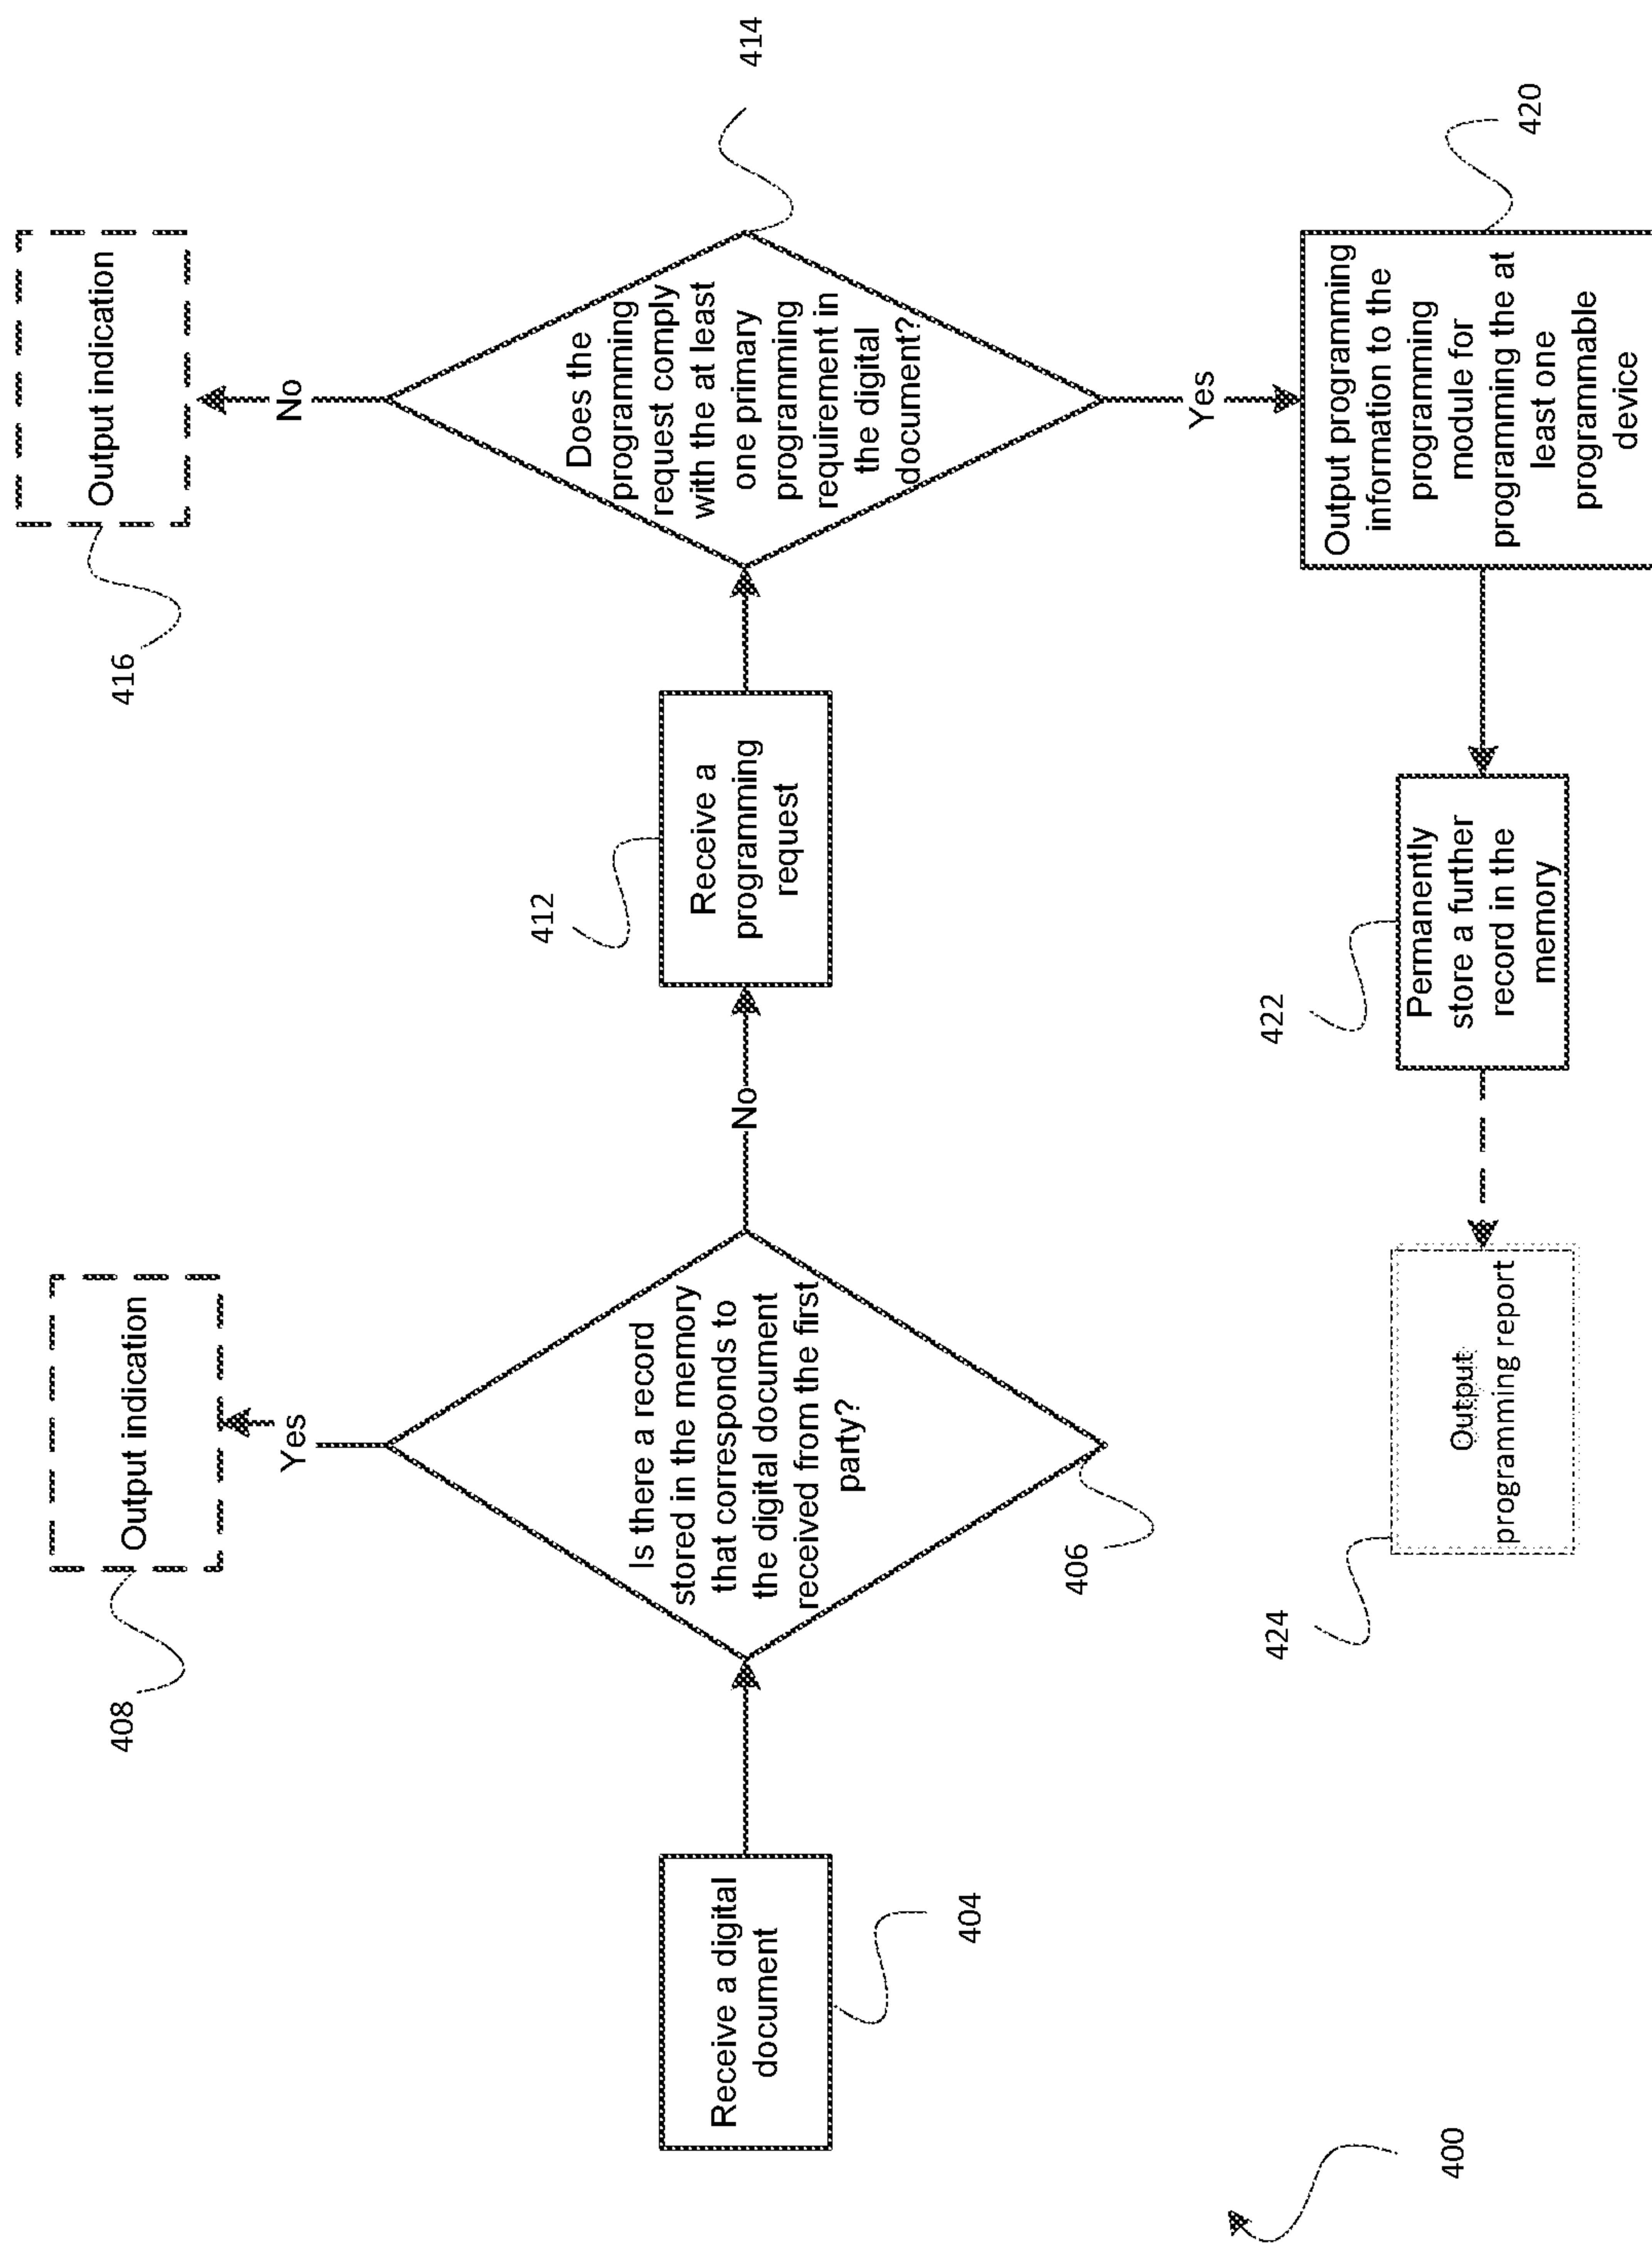 Receive a digital
document
404
Is there a record
stored in the memory
that corresponds to
the digital document
received from the first
party?
406
Yes
Output indication
408
No
Receive a
programming
request
412
Does the
programming
request comply
with the at least
one primary
programming
requirement in
the digital
document?
414
No
Output indication
416
Yes
Output programming
information to the
programming
module for
programming the at
least one
programmable
device
420
Permanently
store a further
record in the
memory
422
Output
programming report
424
400